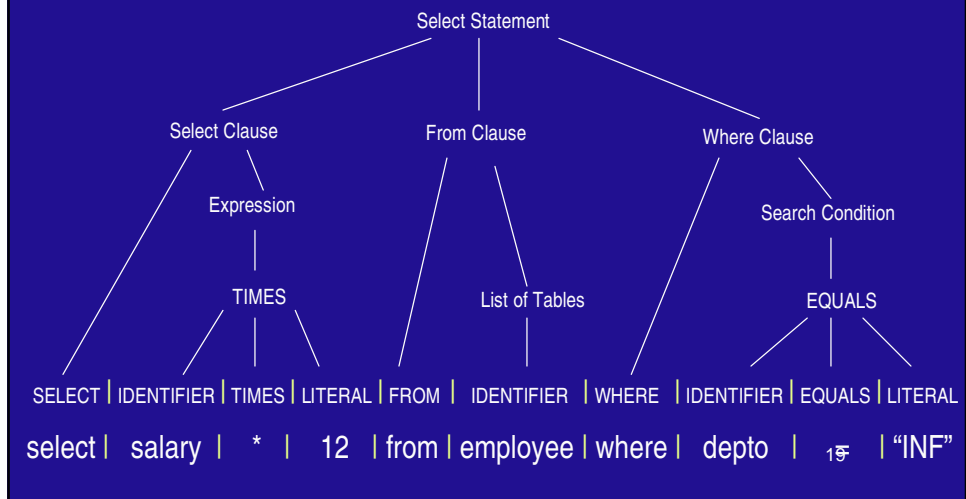 Select Statement
Select Clause From Clause Where Clause
Expression Search Condition
TIMES List of Tables EQUALS
SELECT | IDENTIFIER | TIMES | LITERAL | FROM | IDENTIFIER | WHERE | IDENTIFIER | EQUALS | LITERAL
select | salary | * | 12 | from | employee | where | depto | = | “INF”
19